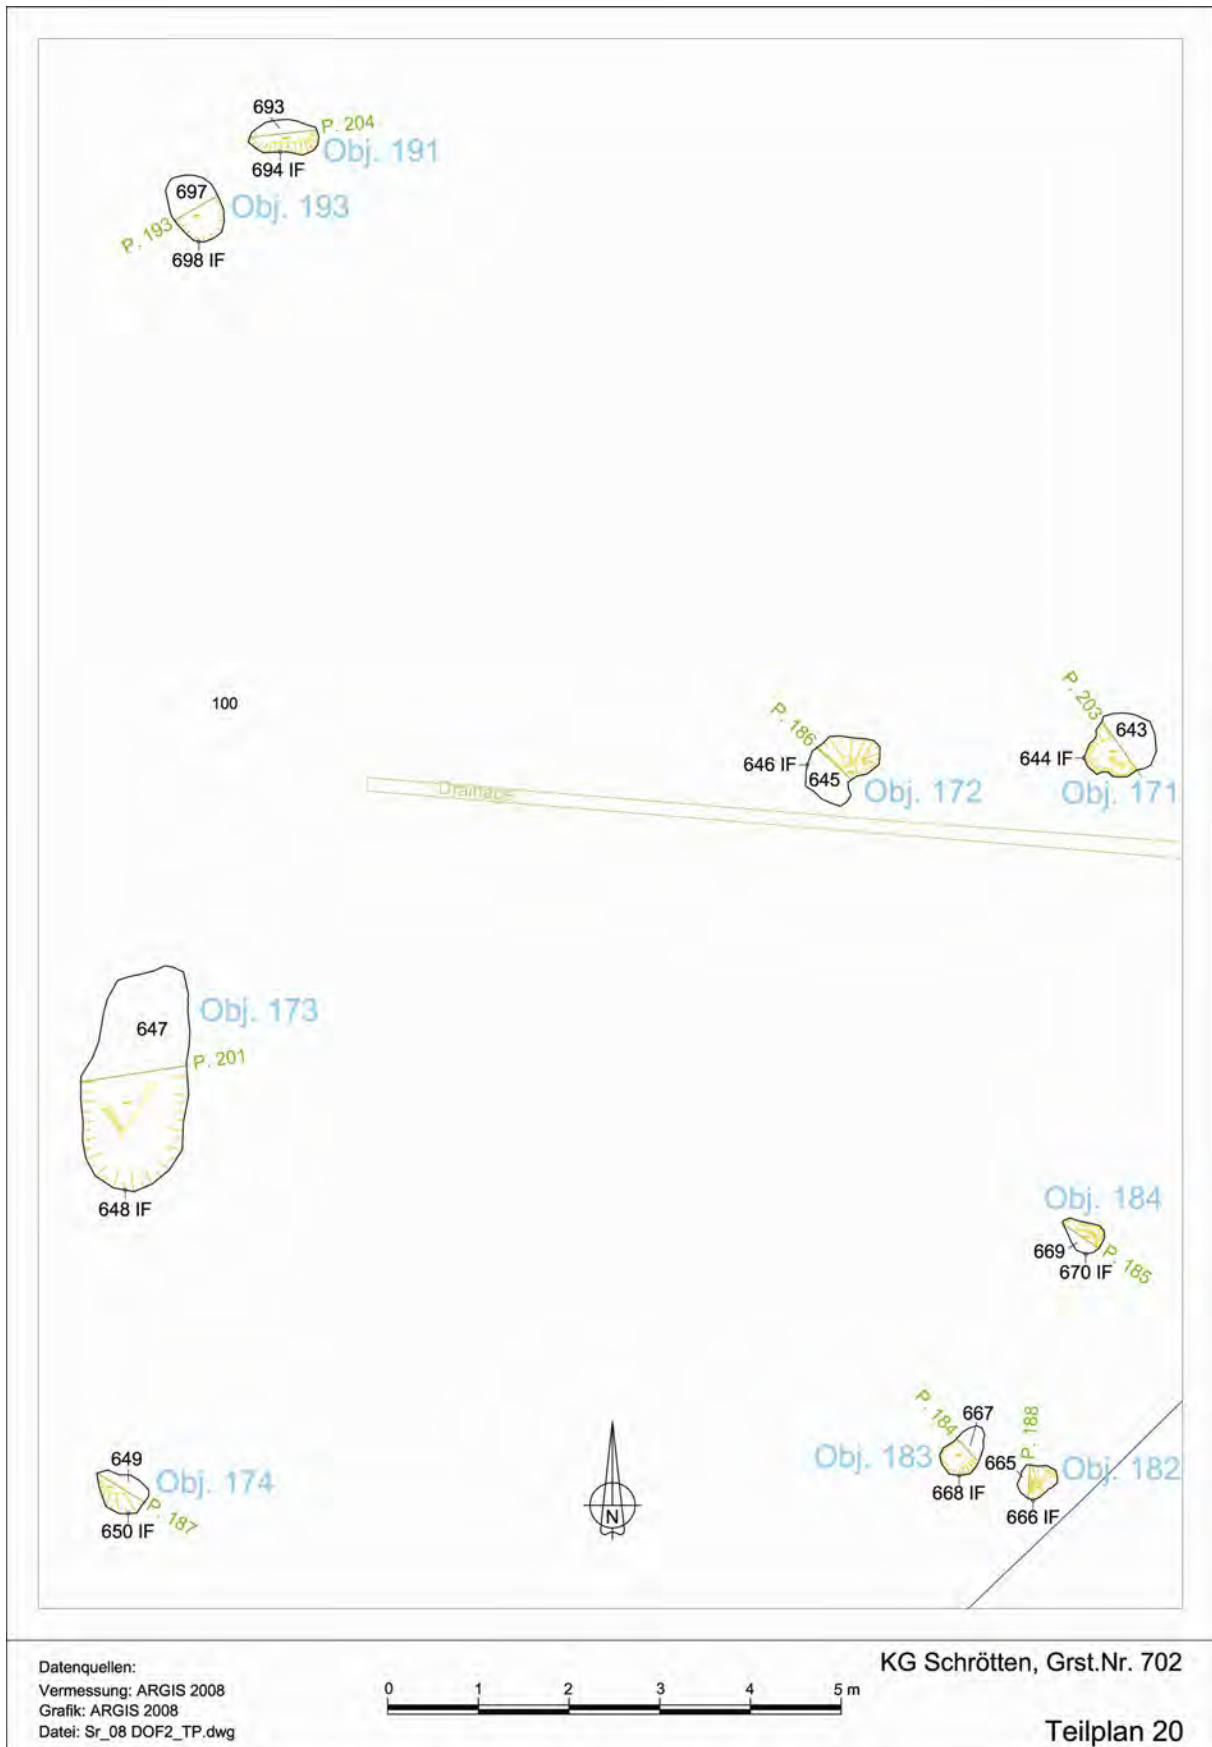 693
P. 204
Obj. 191
694 IF
697
Obj. 193
P. 193
698 IF
100
P. 186
646 IF
645
Obj. 172
P. 203
643
644 IF
Obj. 171
Drainage
Obj. 173
647
P. 201
648 IF
Obj. 184
669
P. 185
670 IF
P. 184
667
P. 188
Obj. 183
665
Obj. 182
668 IF
666 IF
649
Obj. 174
P. 187
650 IF
N
Datenquellen:
Vermessung: ARGIS 2008
Grafik: ARGIS 2008
Datei: Sr_08 DOF2_TP.dwg
0 1 2 3 4 5 m
KG Schrötten, Grst.Nr. 702
Teilplan 20